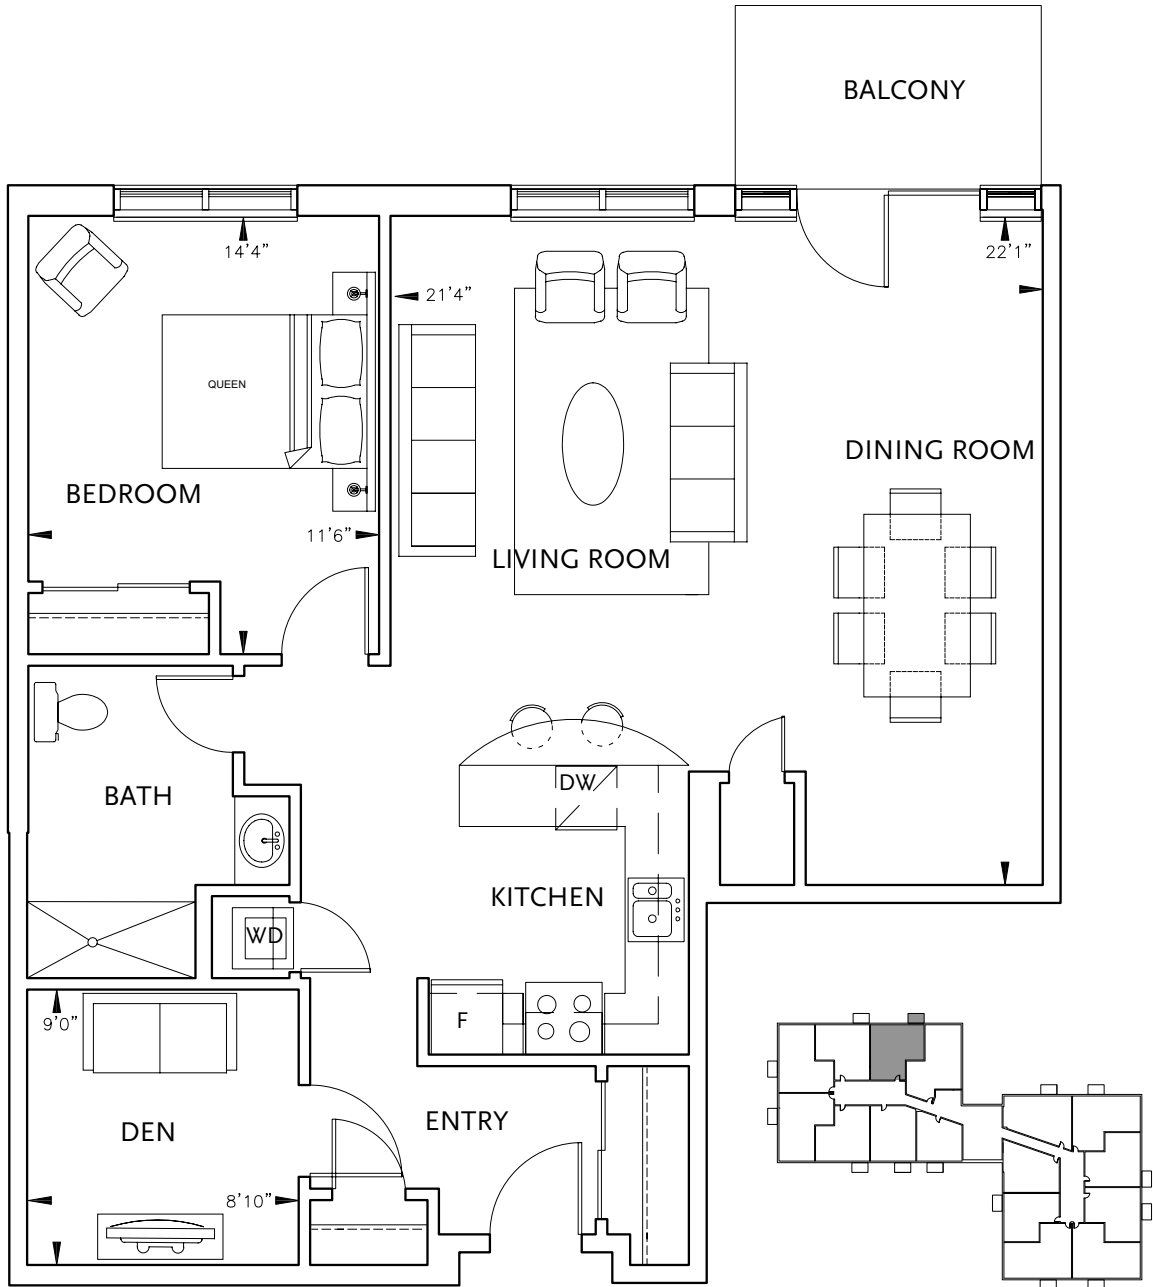 BALCONY
14'4"
22'1"
21'4"
QUEEN
DINING ROOM
BEDROOM
11'6"
LIVING ROOM
DW
BATH
KITCHEN
WD
9'0"
F
ENTRY
DEN
8'10"